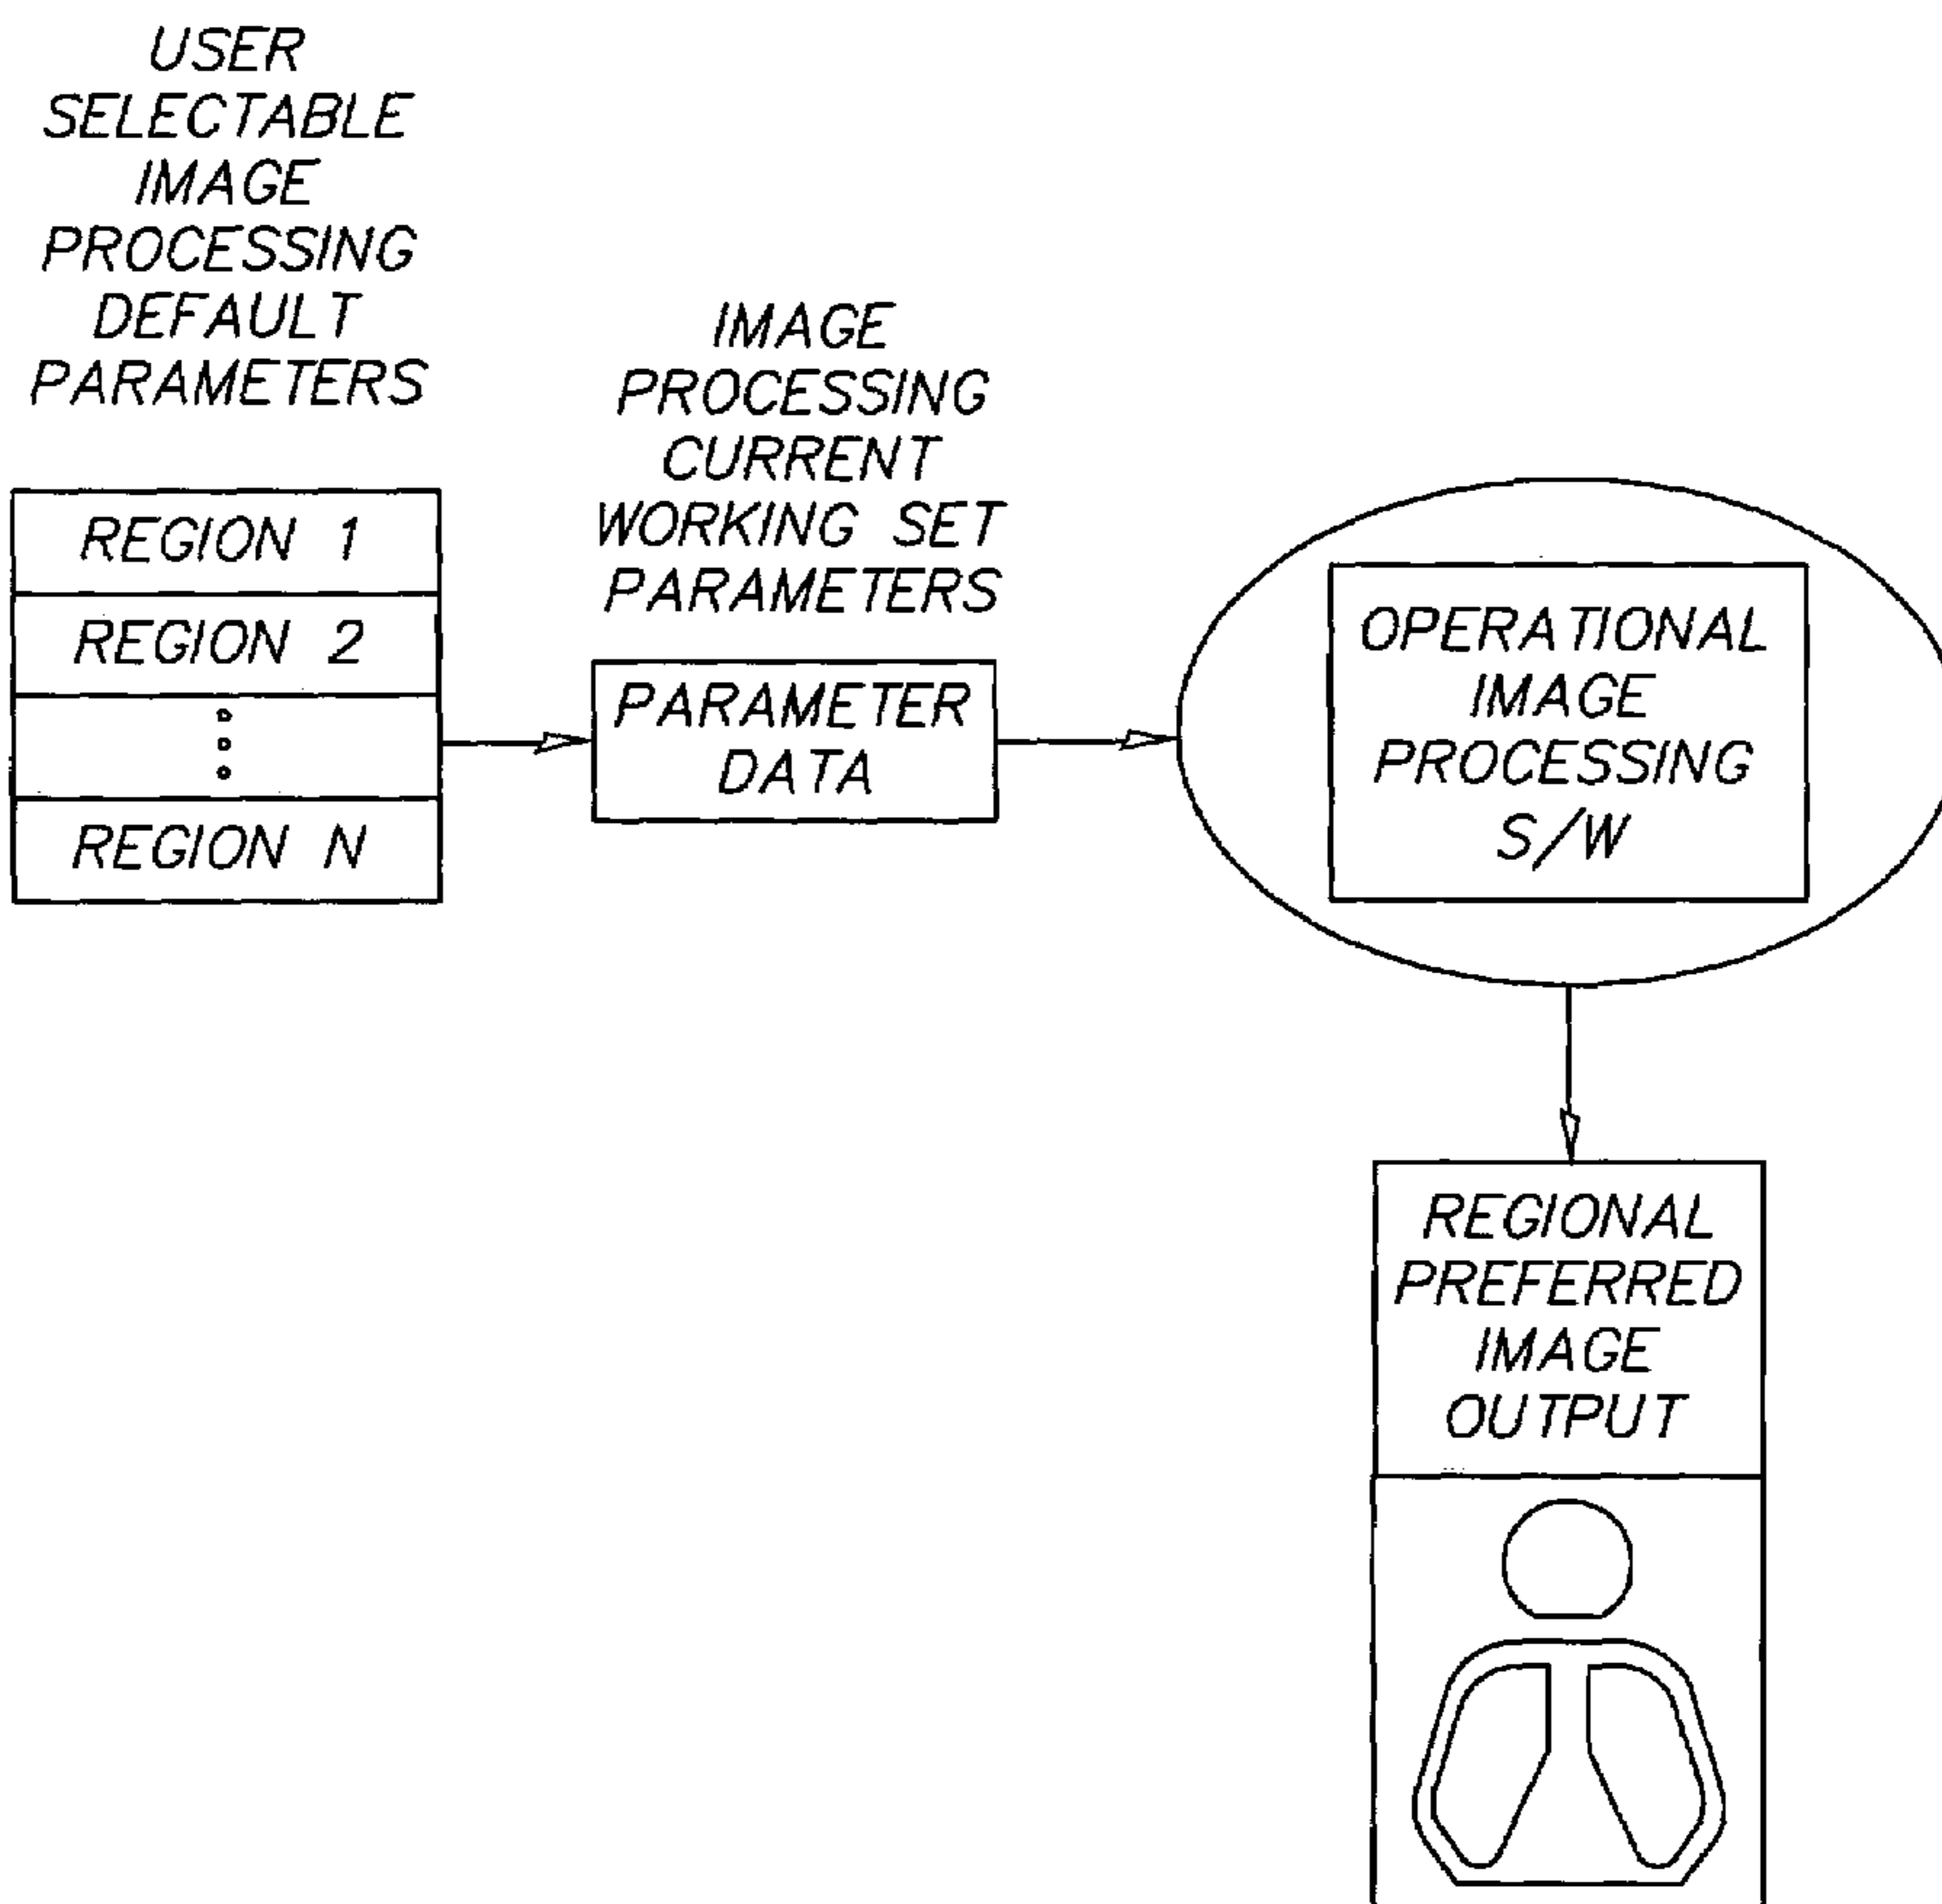 USER
SELECTABLE
IMAGE
PROCESSING
DEFAULT
PARAMETERS
REGION 1
REGION 2
REGION N
IMAGE
PROCESSING
CURRENT
WORKING SET
PARAMETERS
PARAMETER
DATA
OPERATIONAL
IMAGE
PROCESSING
S/W
REGIONAL
PREFERRED
IMAGE
OUTPUT